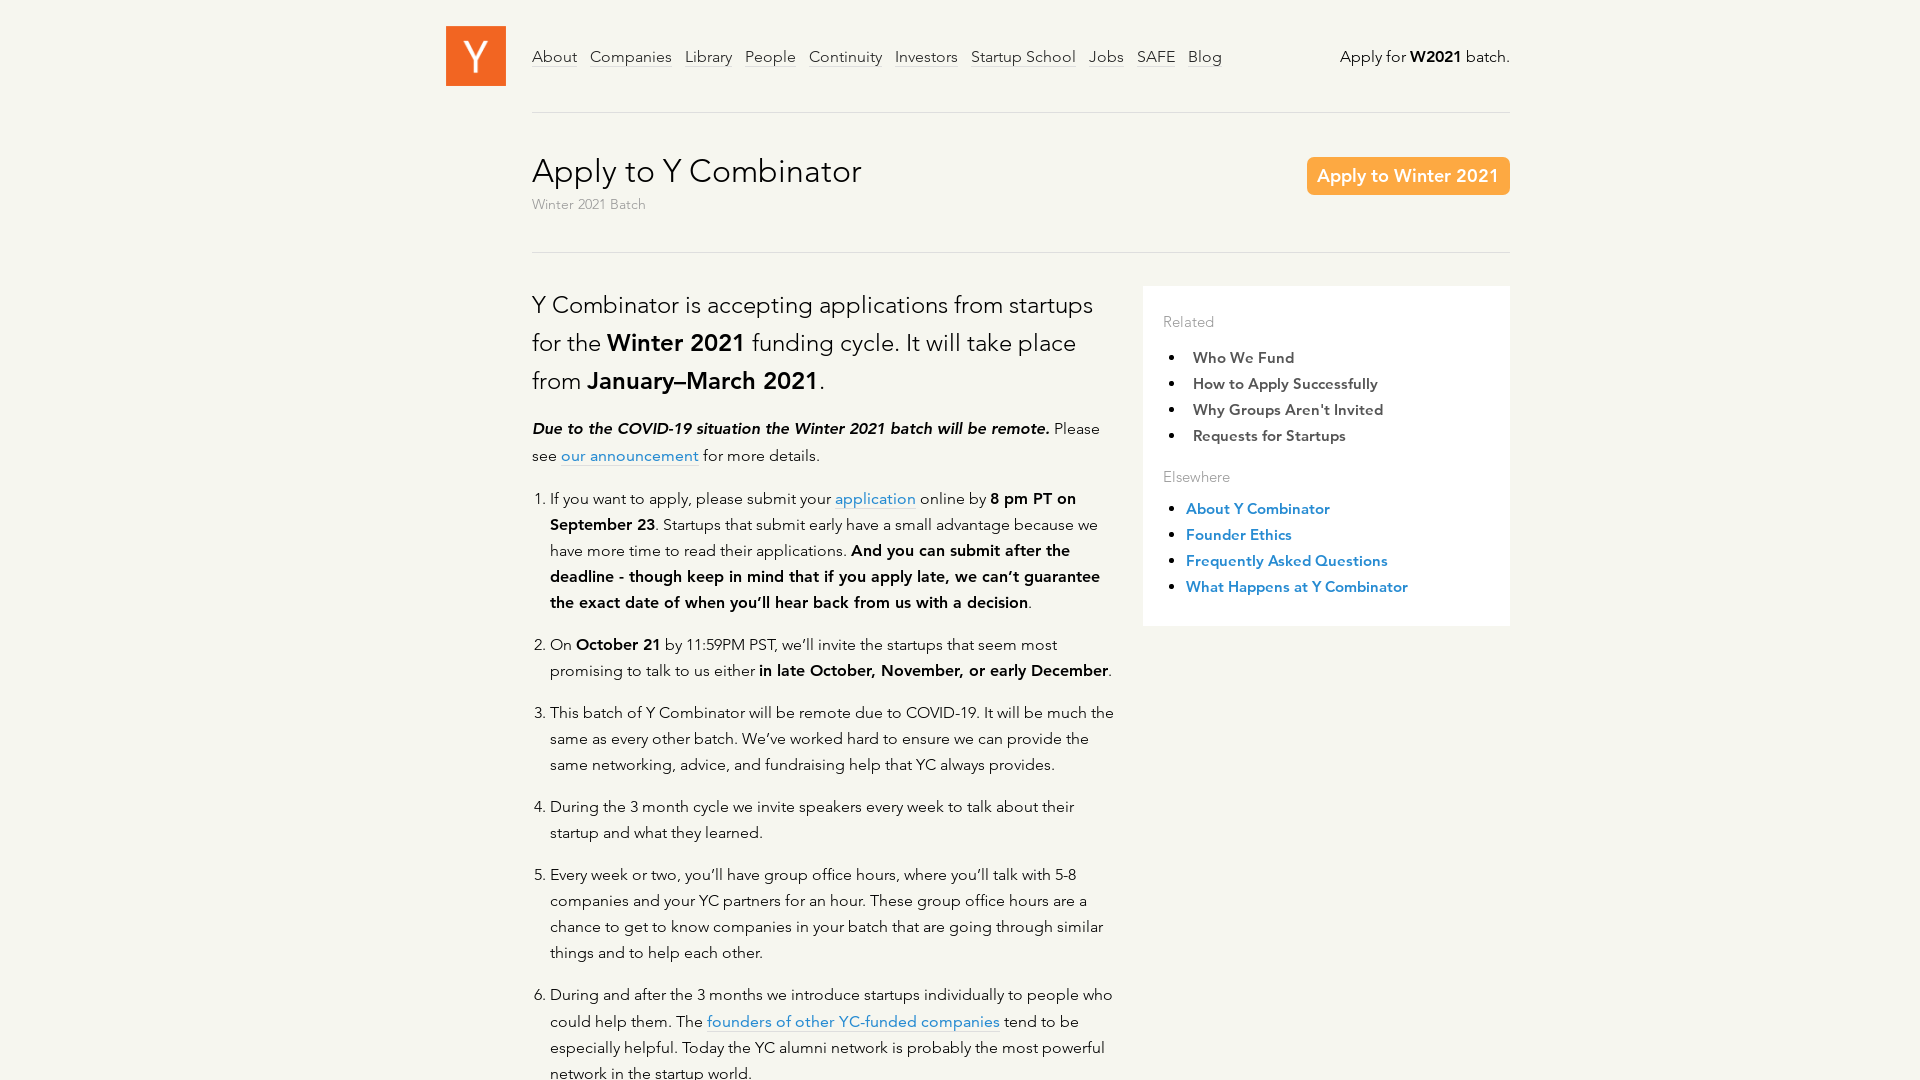 Y
About Companies Library People Continuity Investors Startup School Jobs SAFE Blog
Apply for W2021 batch.
Apply to Y Combinator
Winter 2021 Batch
Apply to Winter 2021
Y Combinator is accepting applications from startups
for the Winter 2021 funding cycle. It will take place
from January–March 2021.
Due to the COVID-19 situation the Winter 2021 batch will be remote. Please
see our announcement for more details.
1. If you want to apply, please submit your application online by 8 pm PT on
September 23. Startups that submit early have a small advantage because we
have more time to read their applications. And you can submit after the
deadline - though keep in mind that if you apply late, we can’t guarantee
the exact date of when you’ll hear back from us with a decision.
2. On October 21 by 11:59PM PST, we’ll invite the startups that seem most
promising to talk to us either in late October, November, or early December.
3. This batch of Y Combinator will be remote due to COVID-19. It will be much the
same as every other batch. We’ve worked hard to ensure we can provide the
same networking, advice, and fundraising help that YC always provides.
4. During the 3 month cycle we invite speakers every week to talk about their
startup and what they learned.
5. Every week or two, you’ll have group office hours, where you’ll talk with 5-8
companies and your YC partners for an hour. These group office hours are a
chance to get to know companies in your batch that are going through similar
things and to help each other.
6. During and after the 3 months we introduce startups individually to people who
could help them. The founders of other YC-funded companies tend to be
especially helpful. Today the YC alumni network is probably the most powerful
network in the startup world.
Related
Who We Fund
How to Apply Successfully
Why Groups Aren't Invited
Requests for Startups
Elsewhere
About Y Combinator
Founder Ethics
Frequently Asked Questions
What Happens at Y Combinator